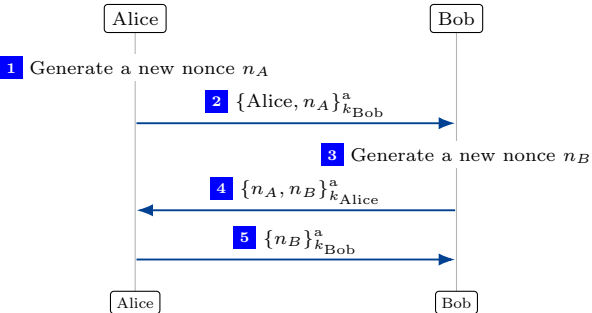 Alice Bob
1 Generate a new nonce n_A
2 {Alice, n_A}^a_{k_Bob}
3 Generate a new nonce n_B
4 {n_A, n_B}^a_{k_Alice}
5 {n_B}^a_{k_Bob}
Alice Bob